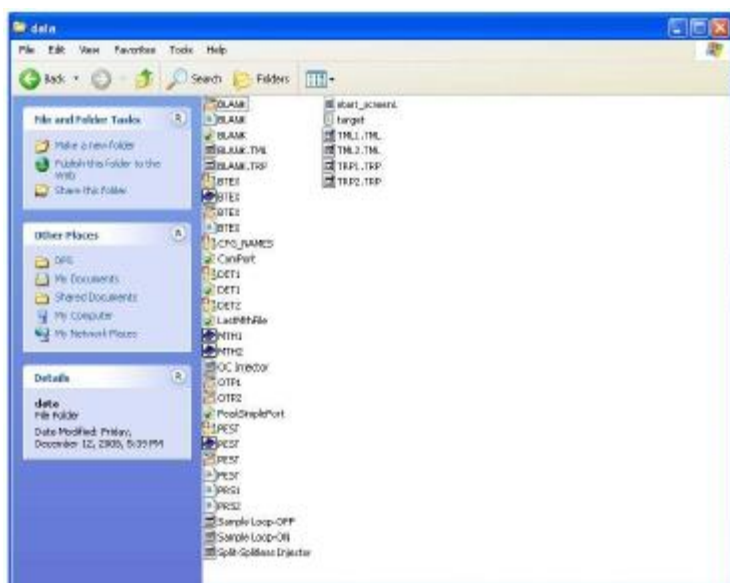 data
File Edit View Favorites Tools Help
Back Search Folders
File and Folder Tasks
Make a new folder
Publish this folder to the
Web
Share this folder
Other Places
My Documents
Shared Documents
My Computer
My Network Places
Details
data
File Folder
Date Modified: Friday,
December 12, 2008, 5:39 PM
BLANK
BLANK
BLANK
BLANK.TML
BLANK.TRP
BTEX
BTEX
BTEX
BTEX
CFG_NAMES
ComPort
DET1
DET1
DET2
LastMthFile
MTH1
MTH2
OC Injector
OTP1
OTP2
PeakSimplePort
PEST
PEST
PEST
PEST
PRS1
PRS2
Sample Loop-OFF
Sample Loop-ON
Split-Splitless Injector
target
TML1.TML
TML2.TML
TRP1.TRP
TRP2.TRP